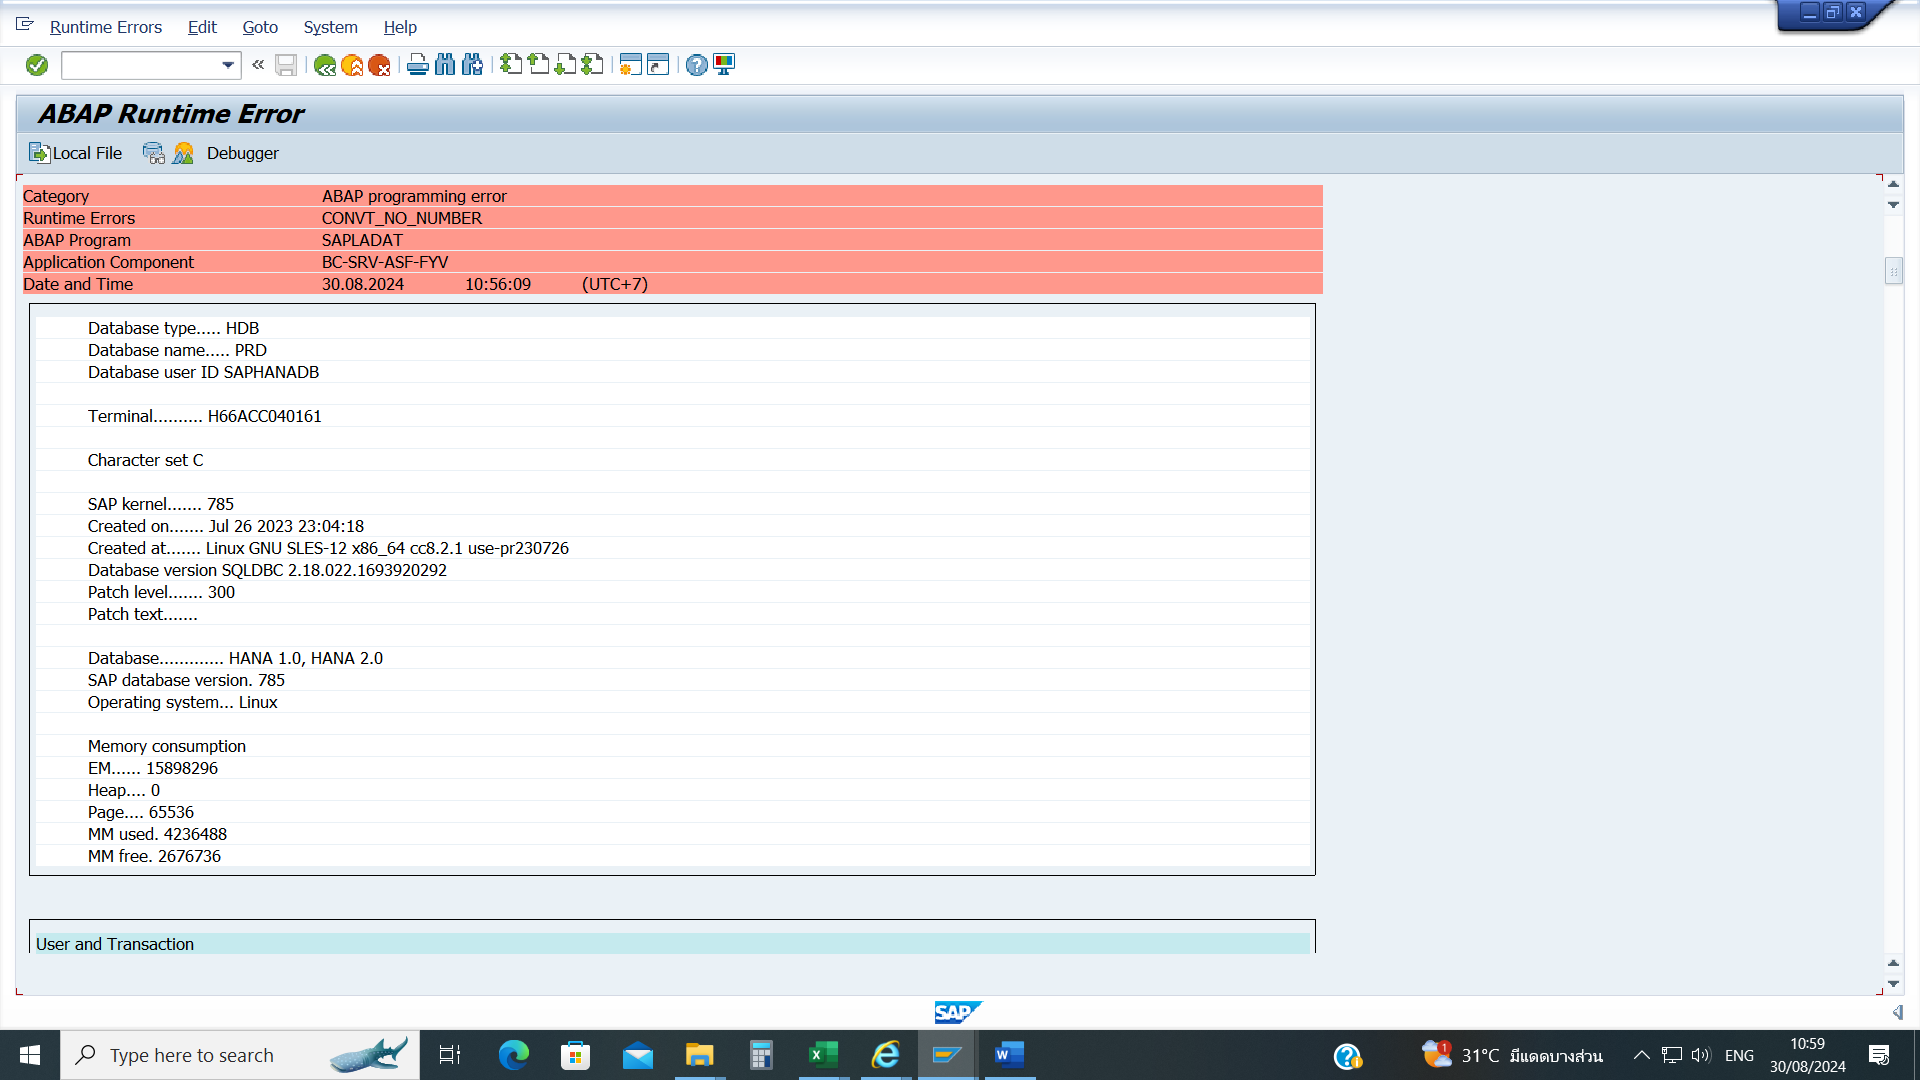 Runtime Errors Edit Goto System Help
ABAP Runtime Error
Local File Debugger
Category ABAP programming error
Runtime Errors CONVT_NO_NUMBER
ABAP Program SAPLADAT
Application Component BC-SRV-ASF-FYV
Date and Time 30.08.2024 10:56:09 (UTC+7)
Database type..... HDB
Database name..... PRD
Database user ID SAPHANADB
Terminal.......... H66ACC040161
Character set C
SAP kernel....... 785
Created on....... Jul 26 2023 23:04:18
Created at....... Linux GNU SLES-12 x86_64 cc8.2.1 use-pr230726
Database version SQLDBC 2.18.022.1693920292
Patch level....... 300
Patch text.......
Database............. HANA 1.0, HANA 2.0
SAP database version. 785
Operating system... Linux
Memory consumption
EM...... 15898296
Heap.... 0
Page.... 65536
MM used. 4236488
MM free. 2676736
User and Transaction
SAP
Type here to search
1
31°C มีแดดบางส่วน
ENG
10:59
30/08/2024